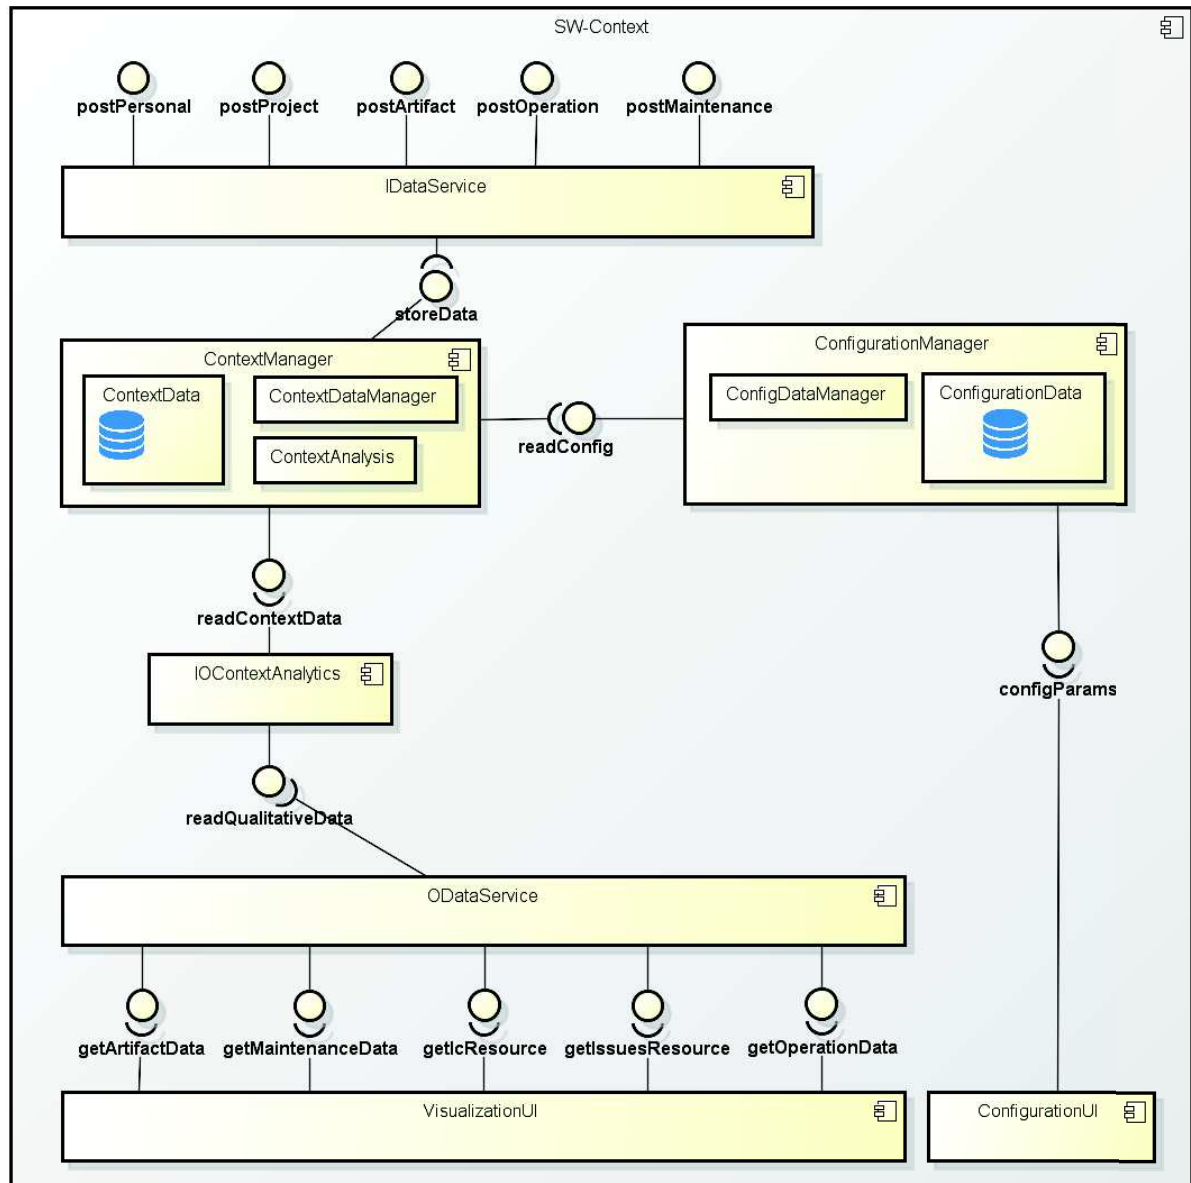 SW-Context
postPersonal
postProject
postArtifact
postOperation
postMaintenance
IDataService
storeData
ContextManager
ContextData
ContextDataManager
ContextAnalysis
readConfig
ConfigurationManager
ConfigDataManager
ConfigurationData
readContextData
IOContextAnalytics
configParams
readQualitativeData
ODataService
getArtifactData
getMaintenanceData
getIcResource
getIssuesResource
getOperationData
VisualizationUI
ConfigurationUI